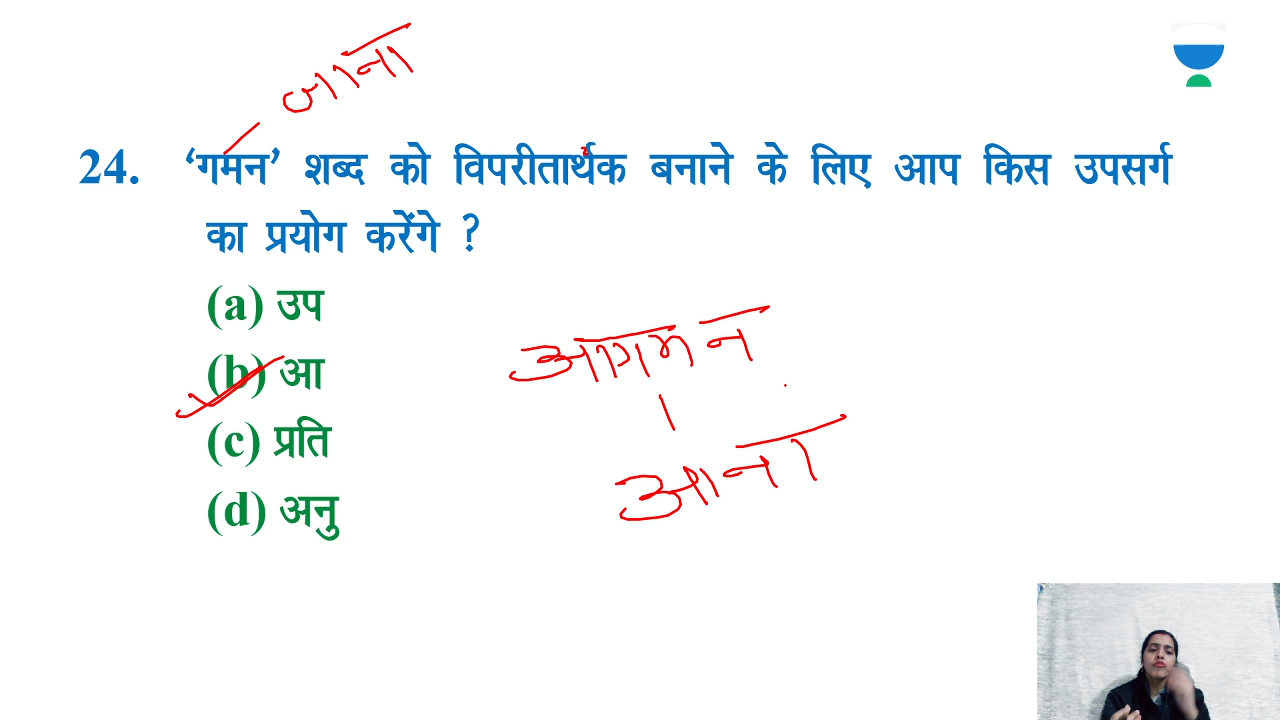 जाना
24. ‘गमन’ शब्द को विपरीतार्थक बनाने के लिए आप किस उपसर्ग
का प्रयोग करेंगे ?
(a) उप
(b) आ
(c) प्रति
(d) अनु
आगमन
आना